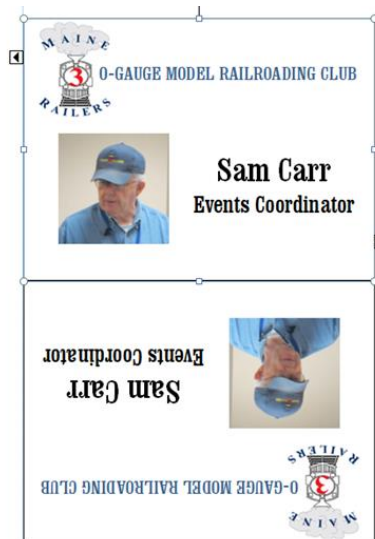 MAINE
3
RAILERS
O-GAUGE MODEL RAILROADING CLUB
Sam Carr
Events Coordinator
MAINE
3
RAILERS
O-GAUGE MODEL RAILROADING CLUB
Sam Carr
Events Coordinator